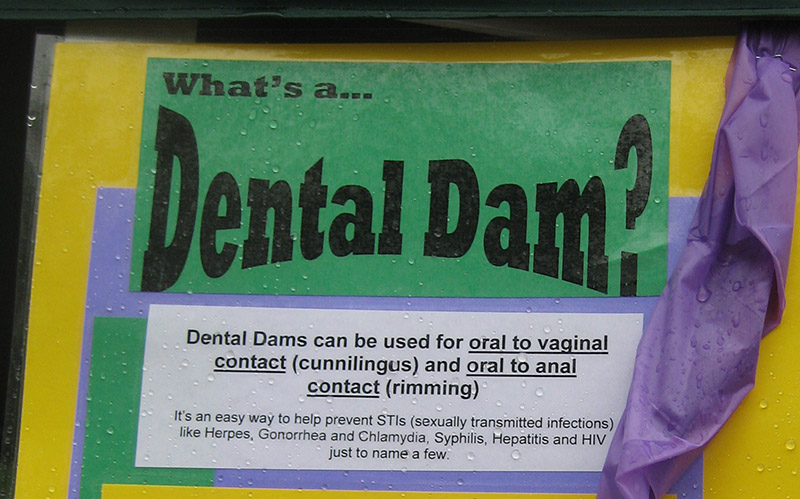 What's a...
Dental Dam?
Dental Dams can be used for oral to vaginal
contact (cunnilingus) and oral to anal
contact (rimming)
It's an easy way to help prevent STIs (sexually transmitted infections)
like Herpes, Gonorrhea and Chlamydia, Syphilis, Hepatitis and HIV
just to name a few.